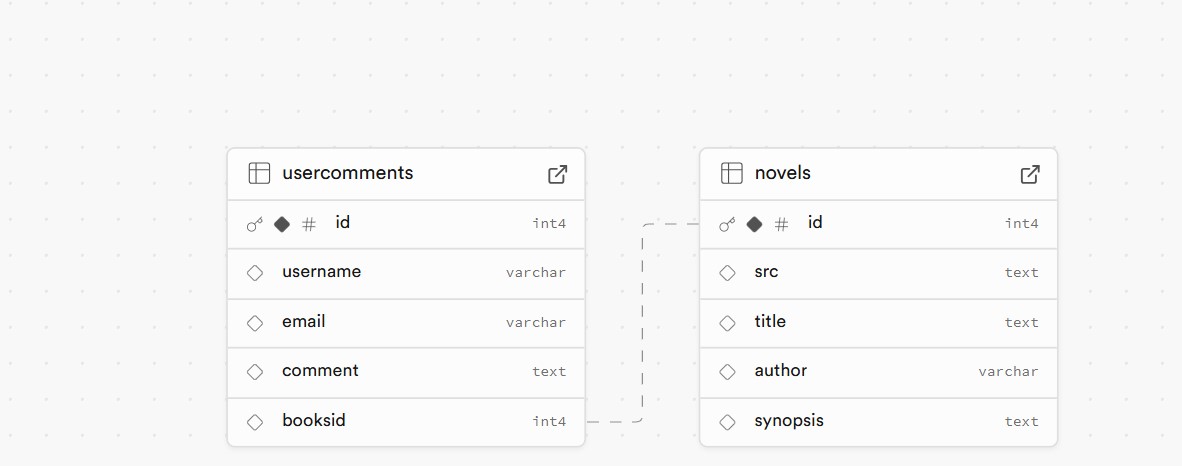 usercomments
id int4
username varchar
email varchar
comment text
booksid int4
novels
id int4
src text
title text
author varchar
synopsis text